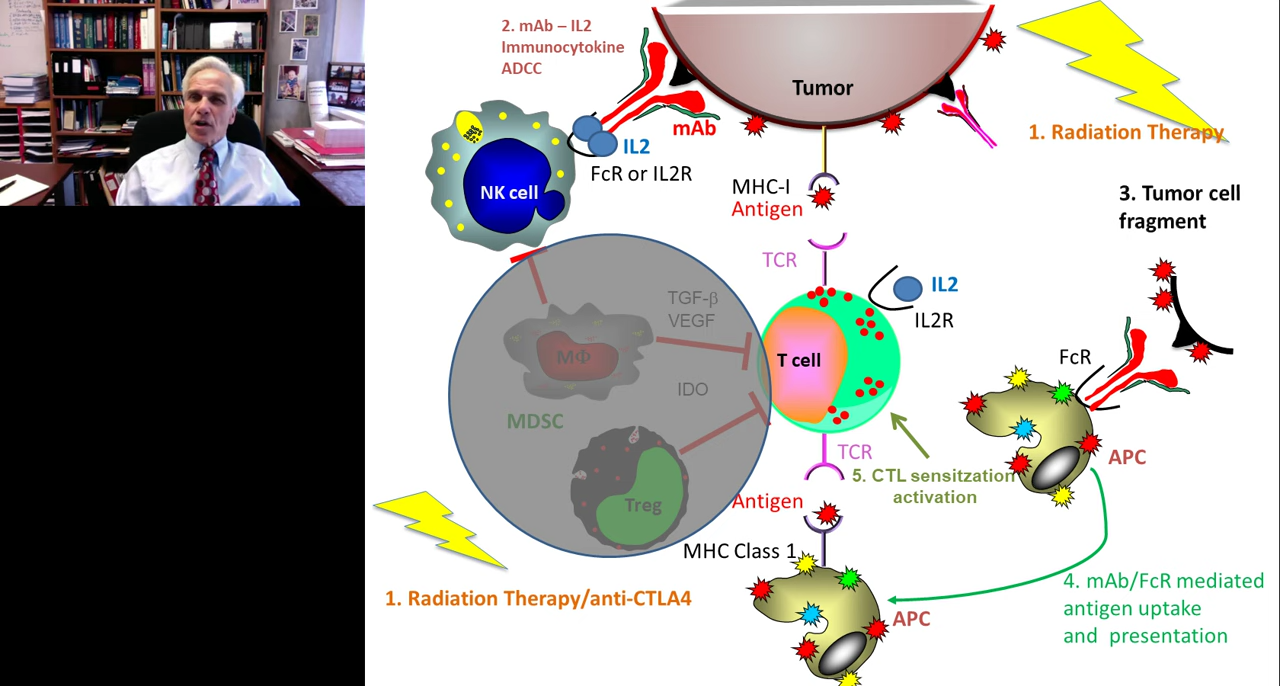 2. mAb – IL2
Immunocytokine
ADCC
Tumor
mAb
1. Radiation Therapy
IL2
FcR or IL2R
NK cell
MHC-I
Antigen
3. Tumor cell
fragment
TCR
IL2
IL2R
TGF-β
VEGF
MΦ
T cell
FcR
IDO
MDSC
TCR
APC
5. CTL sensitzation
activation
Treg
Antigen
MHC Class 1
1. Radiation Therapy/anti-CTLA4
4. mAb/FcR mediated
antigen uptake
and presentation
APC